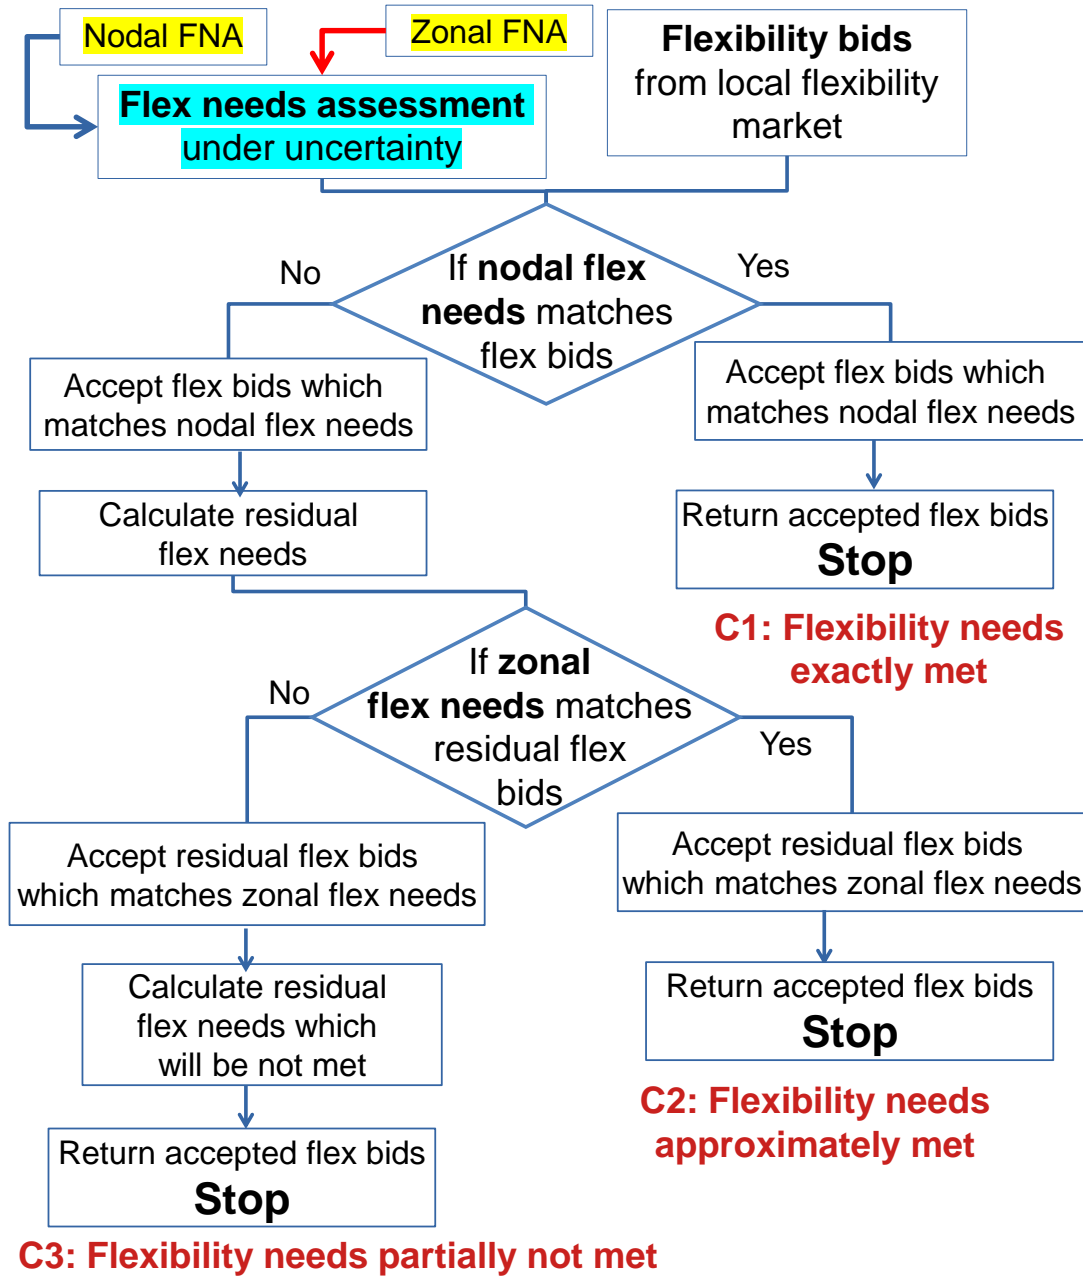 Nodal FNA
Zonal FNA
Flex needs assessment
under uncertainty
Flexibility bids
from local flexibility
market
If nodal flex
needs matches
flex bids
No
Yes
Accept flex bids which
matches nodal flex needs
Accept flex bids which
matches nodal flex needs
Calculate residual
flex needs
Return accepted flex bids
Stop
C1: Flexibility needs
exactly met
If zonal
flex needs matches
residual flex
bids
No
Yes
Accept residual flex bids
which matches zonal flex needs
Accept residual flex bids
which matches zonal flex needs
Calculate residual
flex needs which
will be not met
Return accepted flex bids
Stop
C2: Flexibility needs
approximately met
Return accepted flex bids
Stop
C3: Flexibility needs partially not met